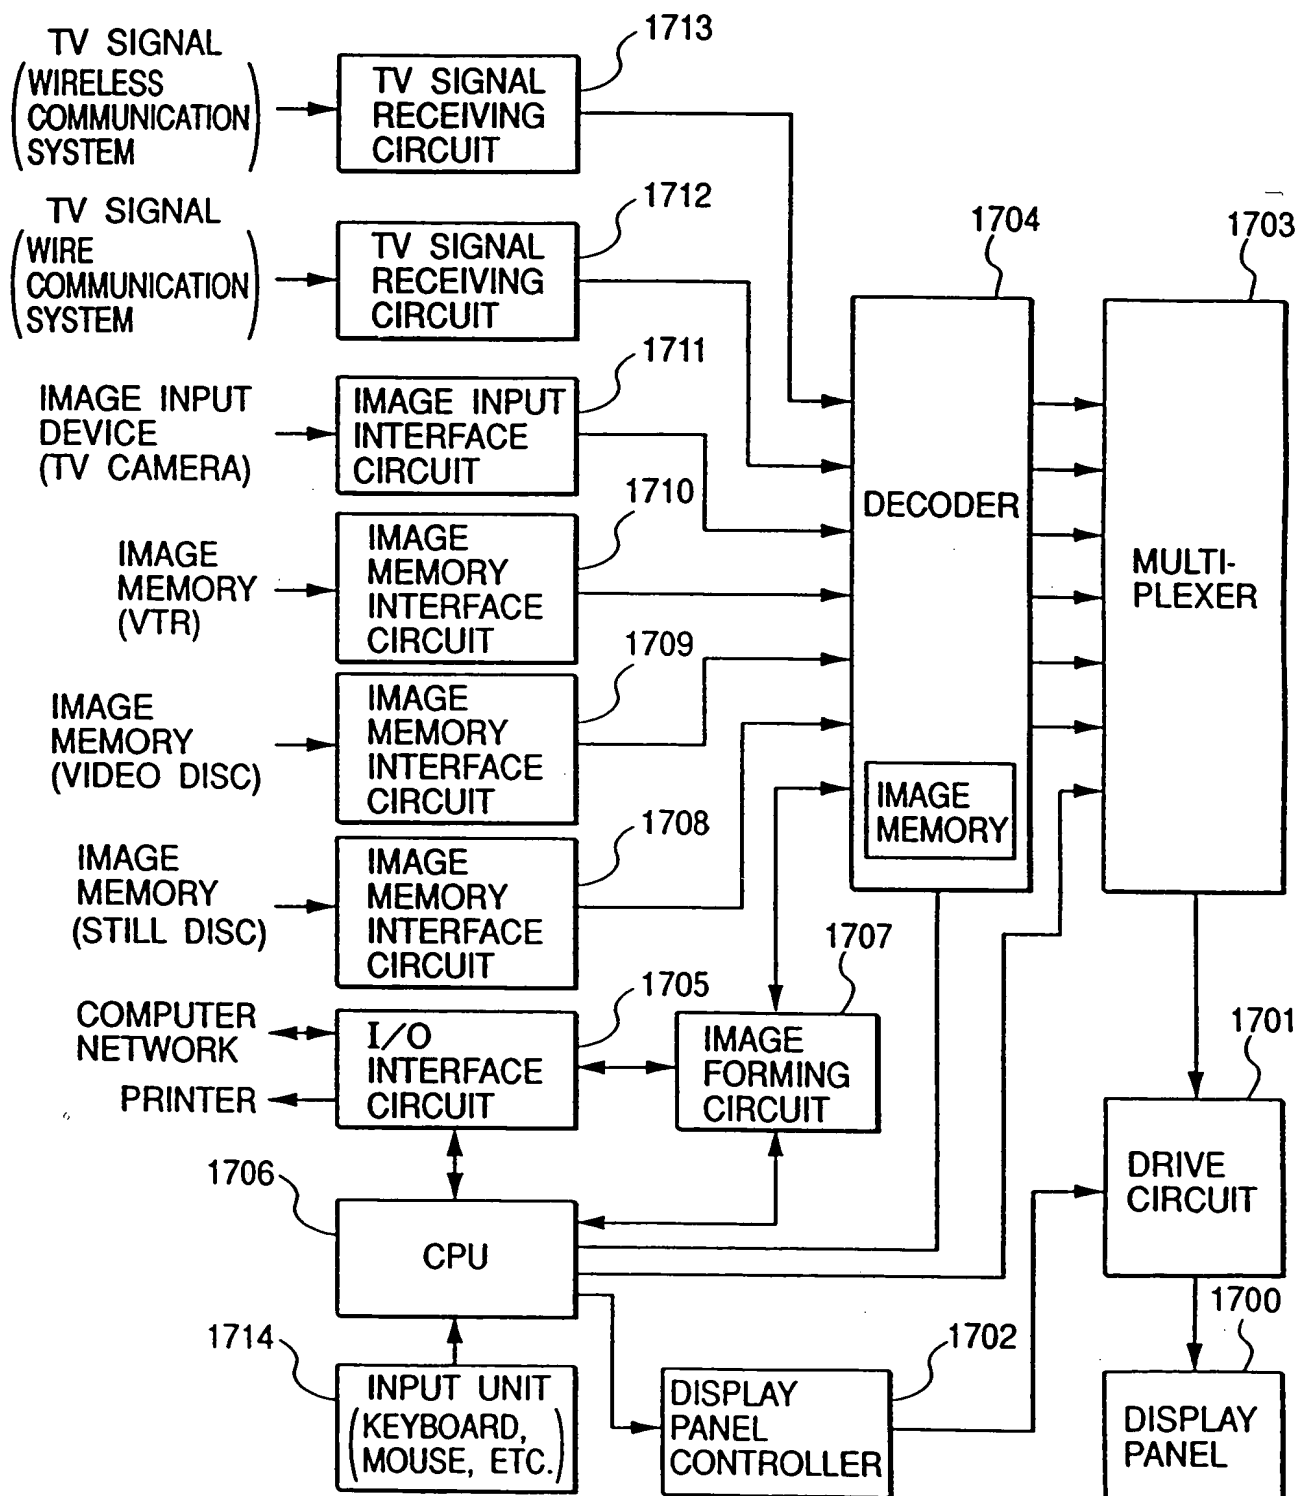 TV SIGNAL
(WIRELESS
COMMUNICATION
SYSTEM)
TV SIGNAL
RECEIVING
CIRCUIT
1713
TV SIGNAL
(WIRE
COMMUNICATION
SYSTEM)
TV SIGNAL
RECEIVING
CIRCUIT
1712
IMAGE INPUT
DEVICE
(TV CAMERA)
IMAGE INPUT
INTERFACE
CIRCUIT
1711
IMAGE
MEMORY
(VTR)
IMAGE
MEMORY
INTERFACE
CIRCUIT
1710
IMAGE
MEMORY
(VIDEO DISC)
IMAGE
MEMORY
INTERFACE
CIRCUIT
1709
IMAGE
MEMORY
(STILL DISC)
IMAGE
MEMORY
INTERFACE
CIRCUIT
1708
1704
DECODER
IMAGE
MEMORY
1703
MULTI-
PLEXER
COMPUTER
NETWORK
PRINTER
I/O
INTERFACE
CIRCUIT
1705
1707
IMAGE
FORMING
CIRCUIT
1701
DRIVE
CIRCUIT
1706
CPU
1714
INPUT UNIT
(KEYBOARD,
MOUSE, ETC.)
1702
DISPLAY
PANEL
CONTROLLER
1700
DISPLAY
PANEL